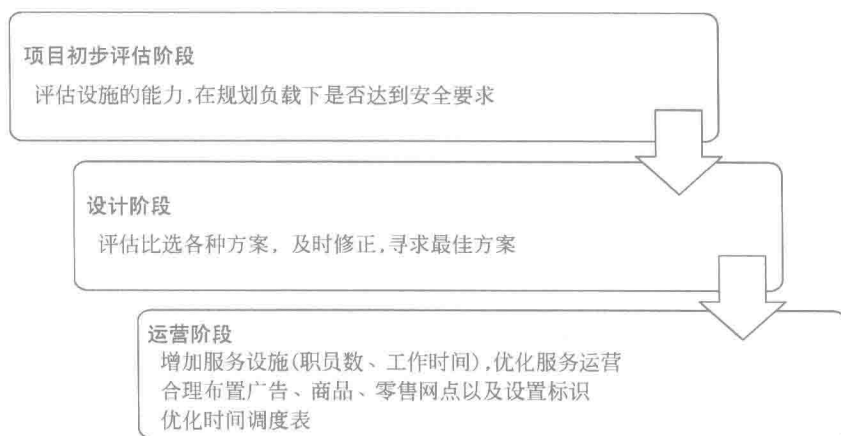 项目初步评估阶段
评估设施的能力,在规划负载下是否达到安全要求
设计阶段
评估比选各种方案, 及时修正,寻求最佳方案
运营阶段
增加服务设施(职员数、工作时间),优化服务运营
合理布置广告、商品、零售网点以及设置标识
优化时间调度表